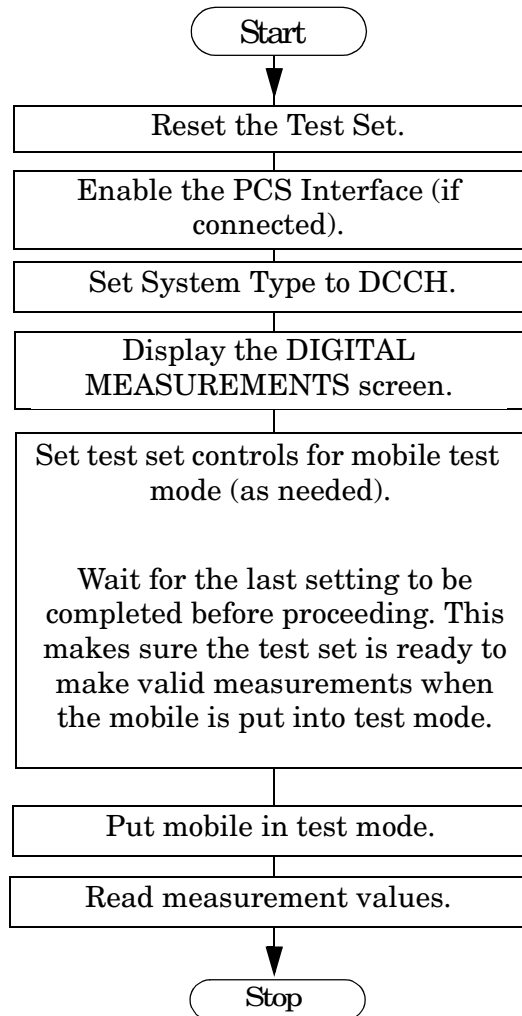 Start
Reset the Test Set.
Enable the PCS Interface (if
connected).
Set System Type to DCCH.
Display the DIGITAL
MEASUREMENTS screen.
Set test set controls for mobile test
mode (as needed).
Wait for the last setting to be
completed before proceeding. This
makes sure the test set is ready to
make valid measurements when
the mobile is put into test mode.
Put mobile in test mode.
Read measurement values.
Stop